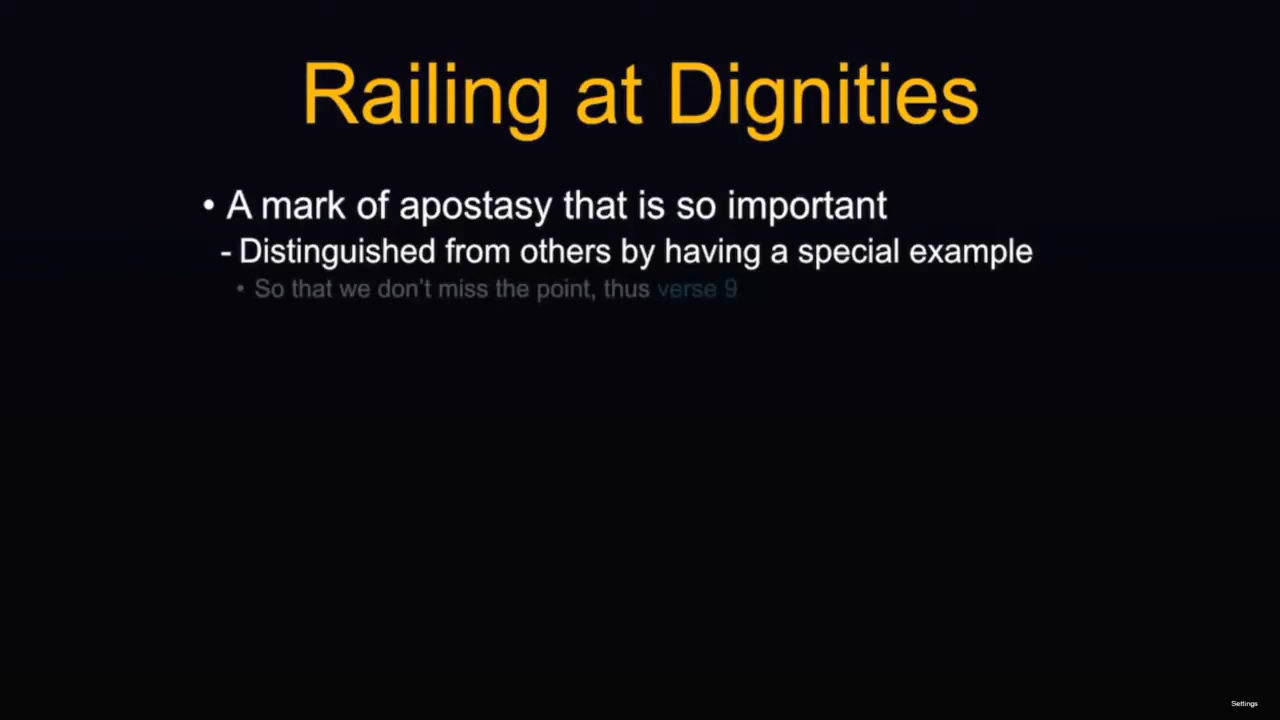 Railing at Dignities
• A mark of apostasy that is so important
- Distinguished from others by having a special example
• So that we don't miss the point, thus verse 9
Settings